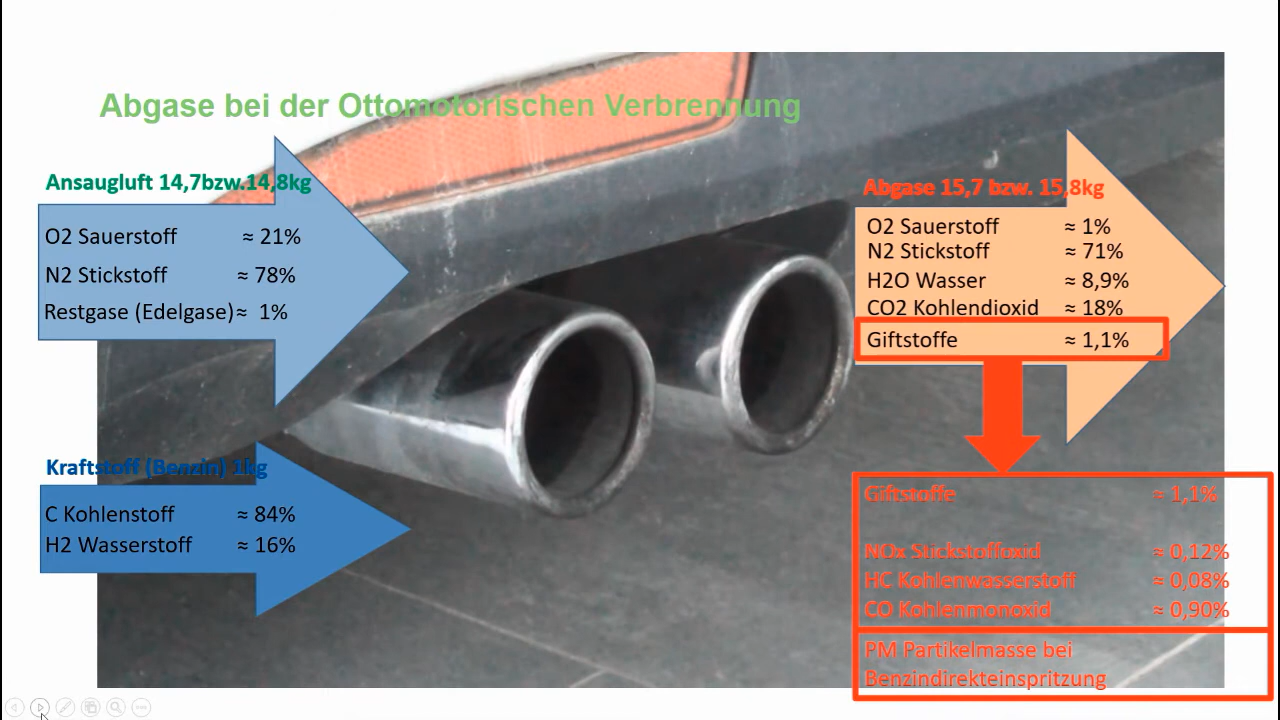 Abgase bei der Ottomotorischen Verbrennung
Ansaugluft 14,7bzw.14,8kg
O2 Sauerstoff ≈ 21%
N2 Stickstoff ≈ 78%
Restgase (Edelgase) ≈ 1%
Kraftstoff (Benzin) 1kg
C Kohlenstoff ≈ 84%
H2 Wasserstoff ≈ 16%
Abgase 15,7 bzw. 15,8kg
O2 Sauerstoff ≈ 1%
N2 Stickstoff ≈ 71%
H2O Wasser ≈ 8,9%
CO2 Kohlendioxid ≈ 18%
Giftstoffe ≈ 1,1%
Giftstoffe ≈ 1,1%
NOx Stickstoffoxid ≈ 0,12%
HC Kohlenwasserstoff ≈ 0,08%
CO Kohlenmonoxid ≈ 0,90%
PM Partikelmasse bei
Benzindirekteinspritzung